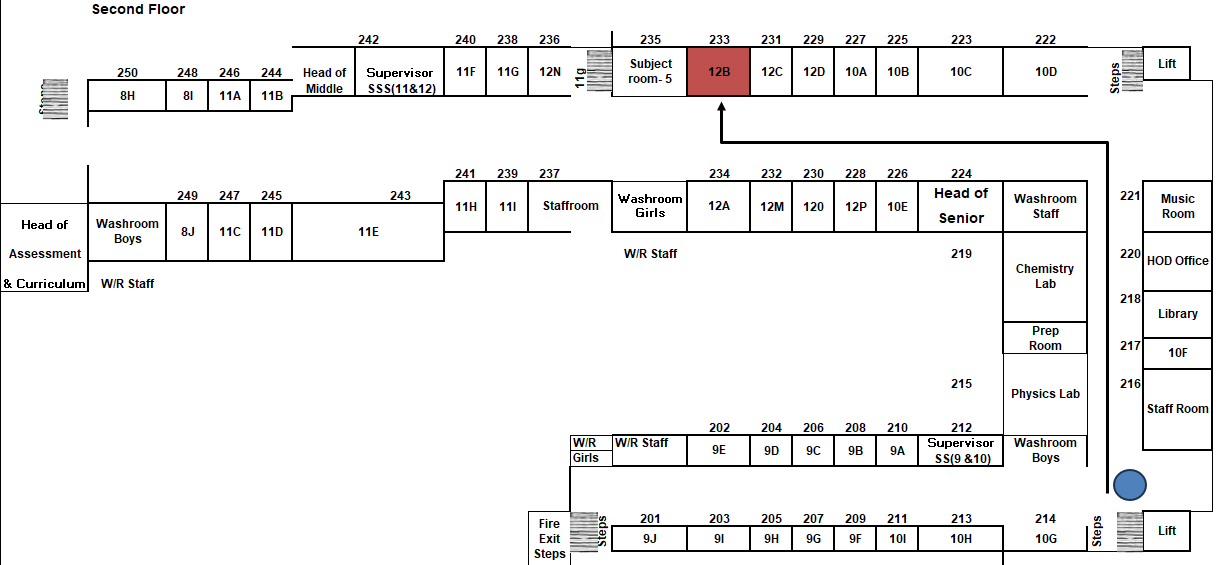 Second Floor
242 240 238 236 235 233 231 229 227 225 223 222
250 248 246 244
Head of Middle
Supervisor SSS(11&12)
11F 11G 12N
11g
Subject room- 5
12B 12C 12D 10A 10B 10C 10D
Steps
Lift
8H 8I 11A 11B
241 239 237 234 232 230 228 226 224
249 247 245 243
11H 11I Staffroom
Washroom Girls
12A 12M 120 12P 10E
Head of Senior
Washroom Staff
221
Music Room
Head of Assessment & Curriculum
Washroom Boys
8J 11C 11D 11E
W/R Staff
W/R Staff
219
Chemistry Lab
220
HOD Office
218
Library
Prep Room
217
10F
215
Physics Lab
216
Staff Room
202 204 206 208 210 212
W/R Girls
W/R Staff
9E 9D 9C 9B 9A
Supervisor SS(9 &10)
Washroom Boys
Fire Exit Steps
Steps
201 203 205 207 209 211 213 214
9J 9I 9H 9G 9F 10I 10H 10G
Steps
Lift